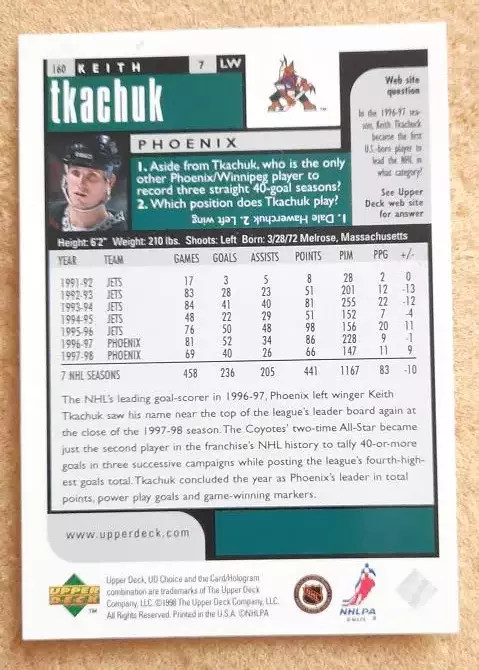 160 KEITH 7 LW
tkachuk
PHOENIX
1. Aside from Tkachuk, who is the only
other Phoenix/Winnipeg player to
record three straight 40-goal seasons?
2. Which position does Tkachuk play?
1. Dale Hawerchuk 2. Left wing
Web site
question
In the 1996-97 sea-
son, Keith Tkachuck
became the first
U.S.-born player to
lead the NHL in
what category?
See Upper
Deck web site
for answer
Height: 6'2" Weight: 210 lbs. Shoots: Left Born: 3/28/72 Melrose, Massachusetts
YEAR TEAM GAMES GOALS ASSISTS POINTS PIM PPG +/-
1991-92 JETS 17 3 5 8 28 2 0
1992-93 JETS 83 28 23 51 201 12 -13
1993-94 JETS 84 41 40 81 255 22 -12
1994-95 JETS 48 22 29 51 152 7 -4
1995-96 JETS 76 50 48 98 156 20 11
1996-97 PHOENIX 81 52 34 86 228 9 -1
1997-98 PHOENIX 69 40 26 66 147 11 9
7 NHL SEASONS 458 236 205 441 1167 83 -10
The NHL's leading goal-scorer in 1996-97, Phoenix left winger Keith
Tkachuk saw his name near the top of the league's leader board again at
the close of the 1997-98 season. The Coyotes' two-time All-Star became
just the second player in the franchise's NHL history to tally 40-or-more
goals in three successive campaigns while posting the league's fourth-high-
est goals total. Tkachuk concluded the year as Phoenix's leader in total
points, power play goals and game-winning markers.
www.upperdeck.com
UPPER
DECK
TM
Upper Deck, UD Choice and the Card/Hologram
combination are trademarks of The Upper Deck
Company, LLC. ©1998 The Upper Deck Company, LLC.
All Rights Reserved. Printed in the U.S.A. ©NHLPA
NHLPA